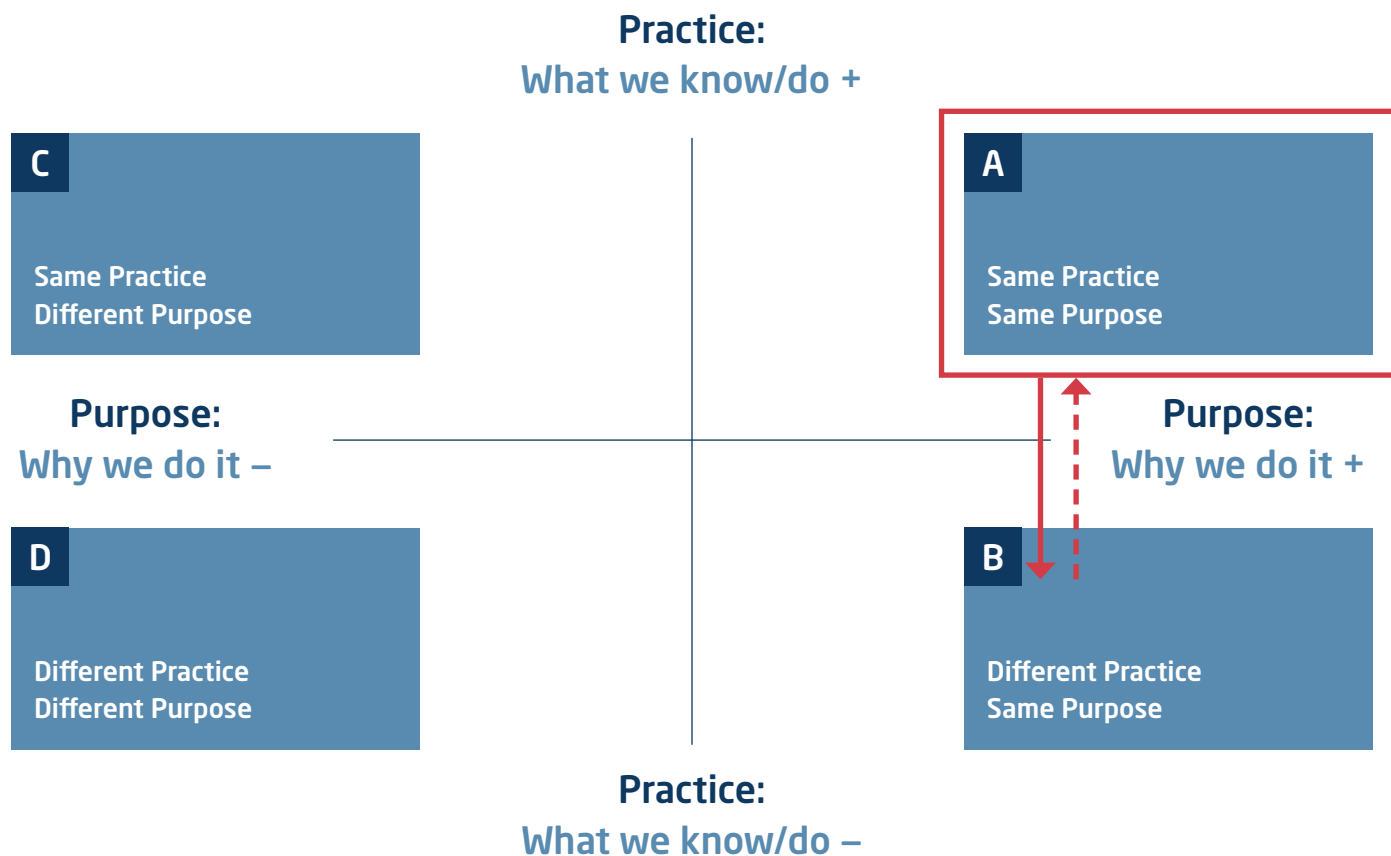 Practice:
What we know/do +
C
Same Practice
Different Purpose
A
Same Practice
Same Purpose
Purpose:
Why we do it –
Purpose:
Why we do it +
D
Different Practice
Different Purpose
B
Different Practice
Same Purpose
Practice:
What we know/do –